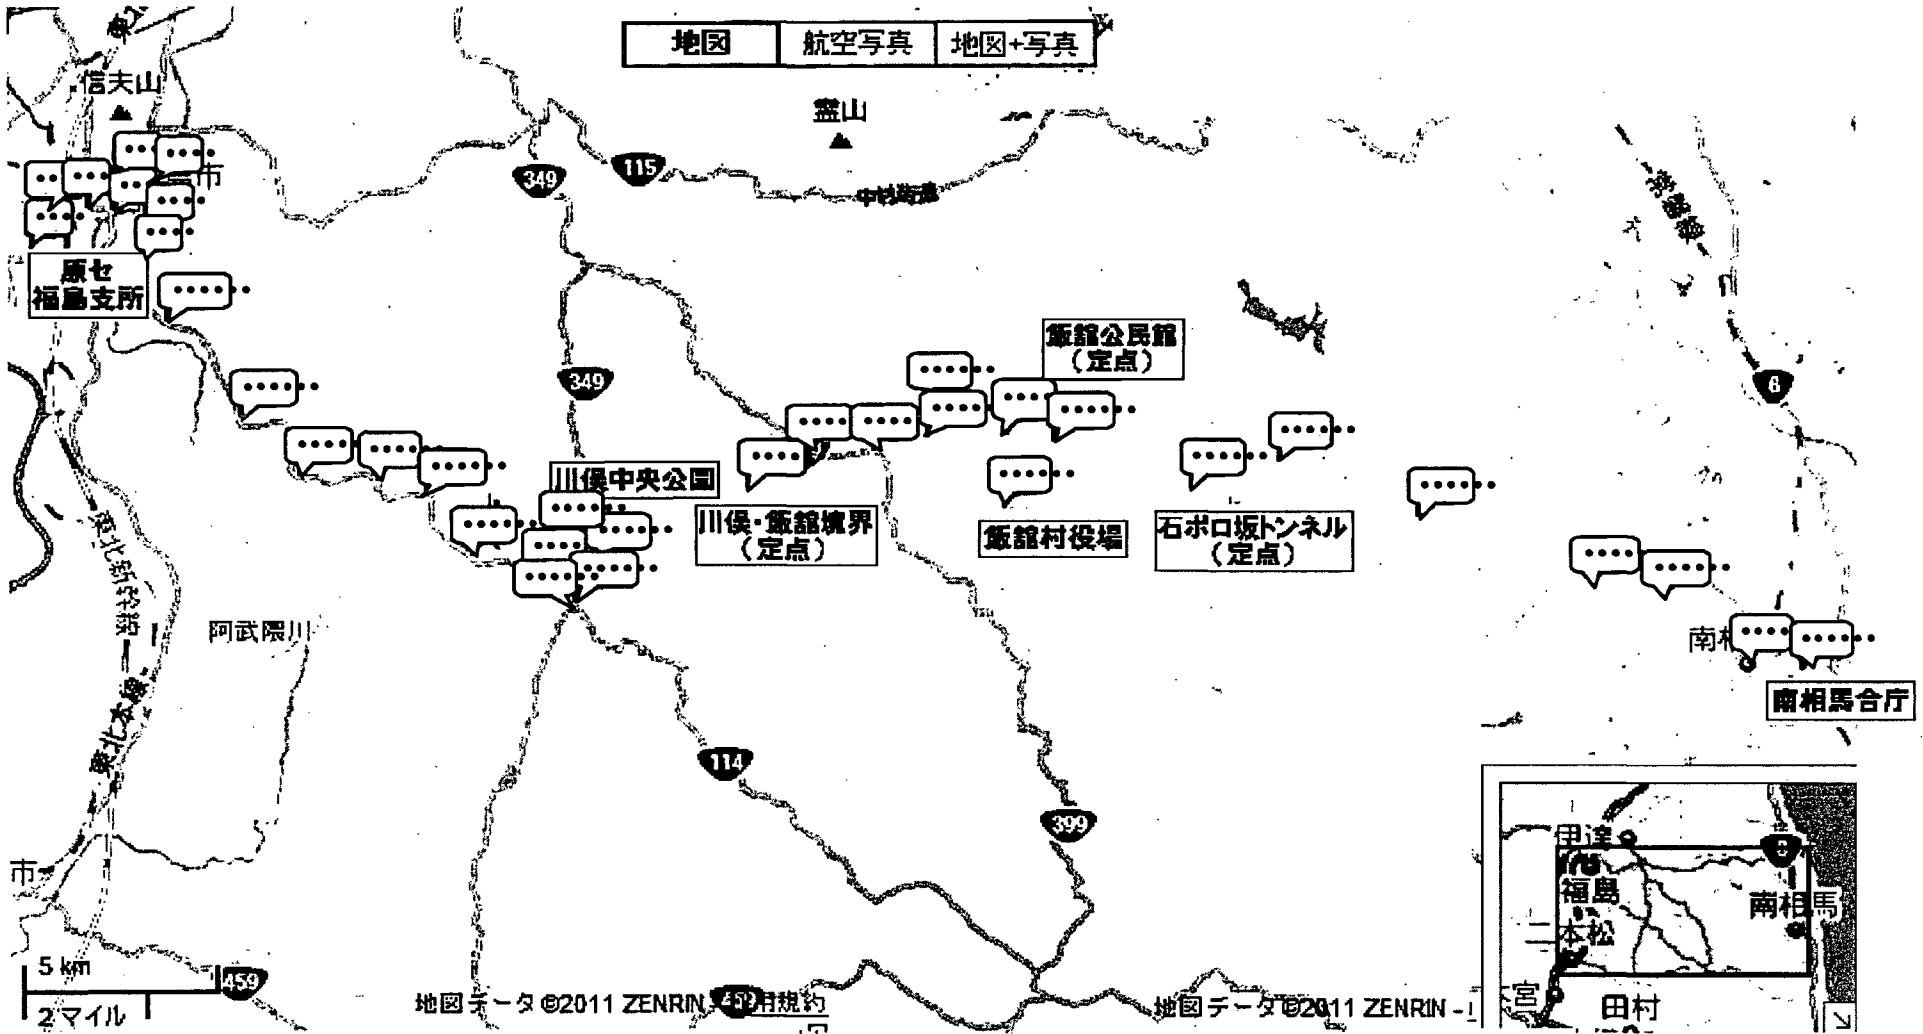 地図 航空写真 地図+写真
信夫山
霊山
115
349
市
中村街道
常磐線
原セ
福島支所
飯舘公民館
(定点)
349
6
川俣中央公園
川俣・飯舘境界
(定点)
飯舘村役場
石ポロ坂トンネル
(定点)
東北新幹線
阿武隈川
南相
南相馬合庁
東北本線
114
399
伊達
福島
南相馬
二本松
市
5 km
459
2 マイル
地図データ ©2011 ZENRIN
用規約
地図データ ©2011 ZENRIN -
宮
田村